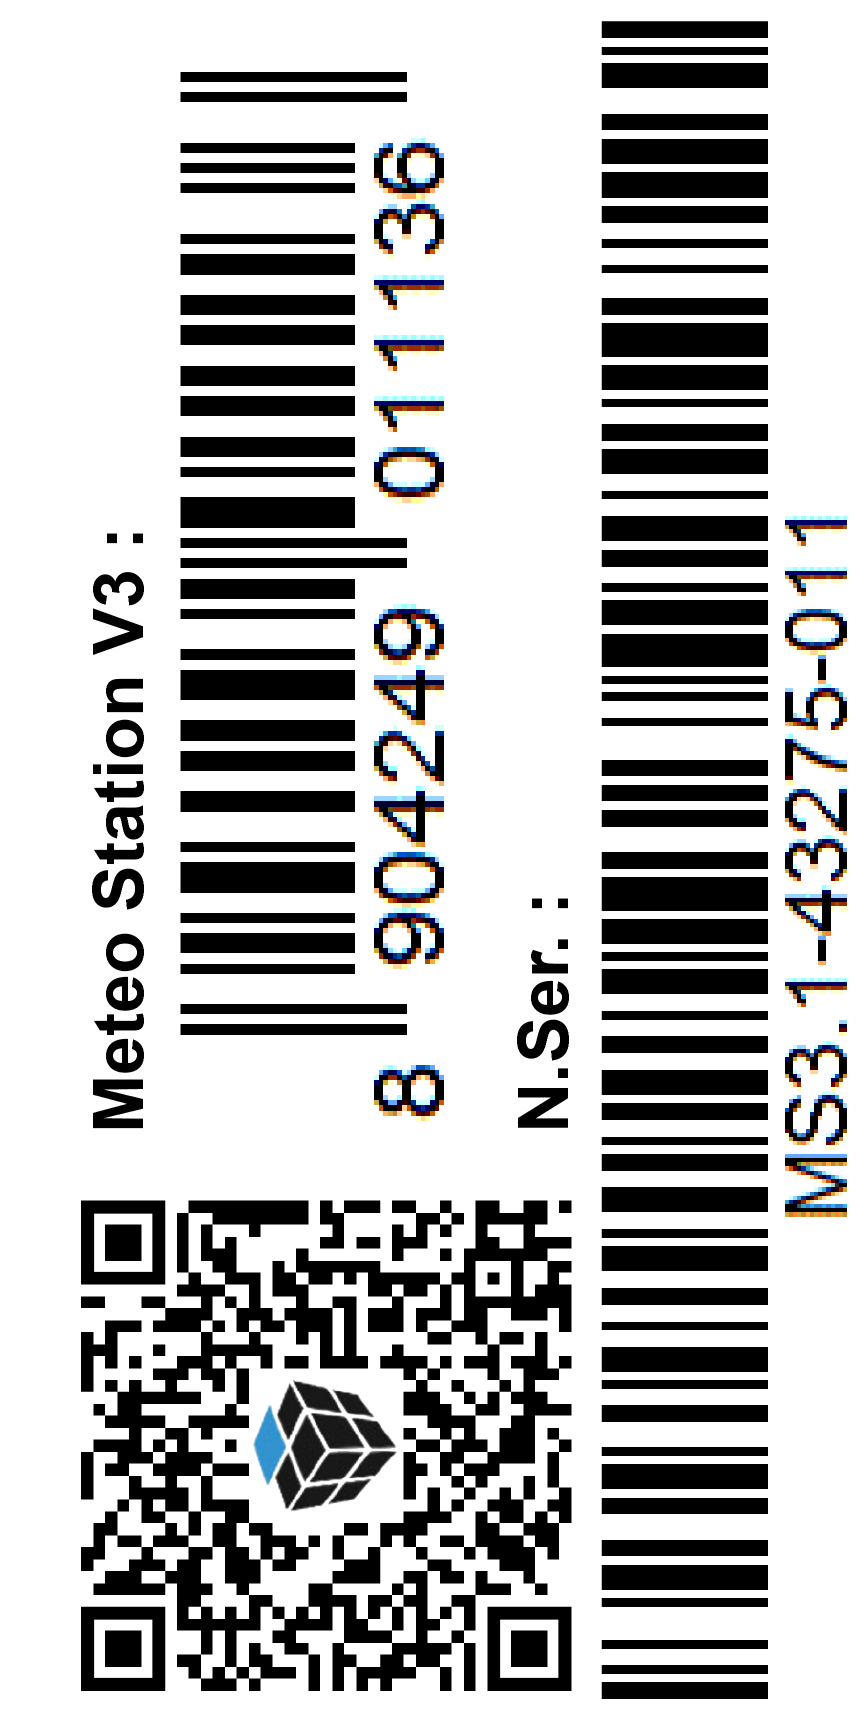 Meteo Station V3 :
8 904249 011136
N.Ser. :
MS3.1-43275-011